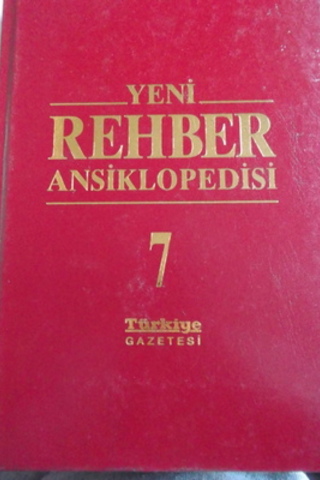 YENİ
REHBER
ANSİKLOPEDİSİ
7
Türkiye
GAZETESİ